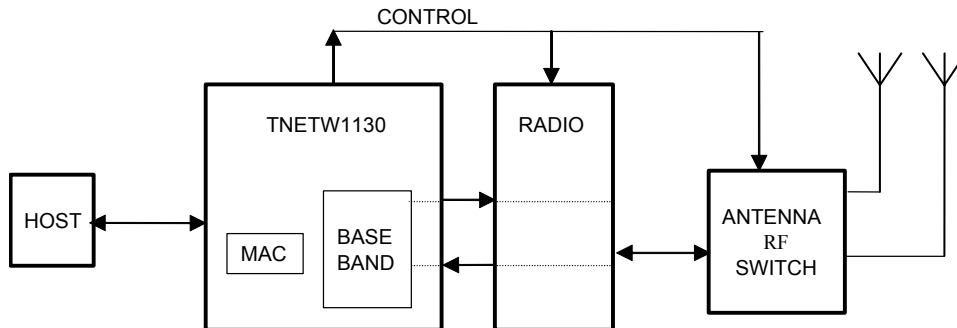 CONTROL
TNETW1130
RADIO
HOST
MAC
BASE
BAND
ANTENNA
RF
SWITCH